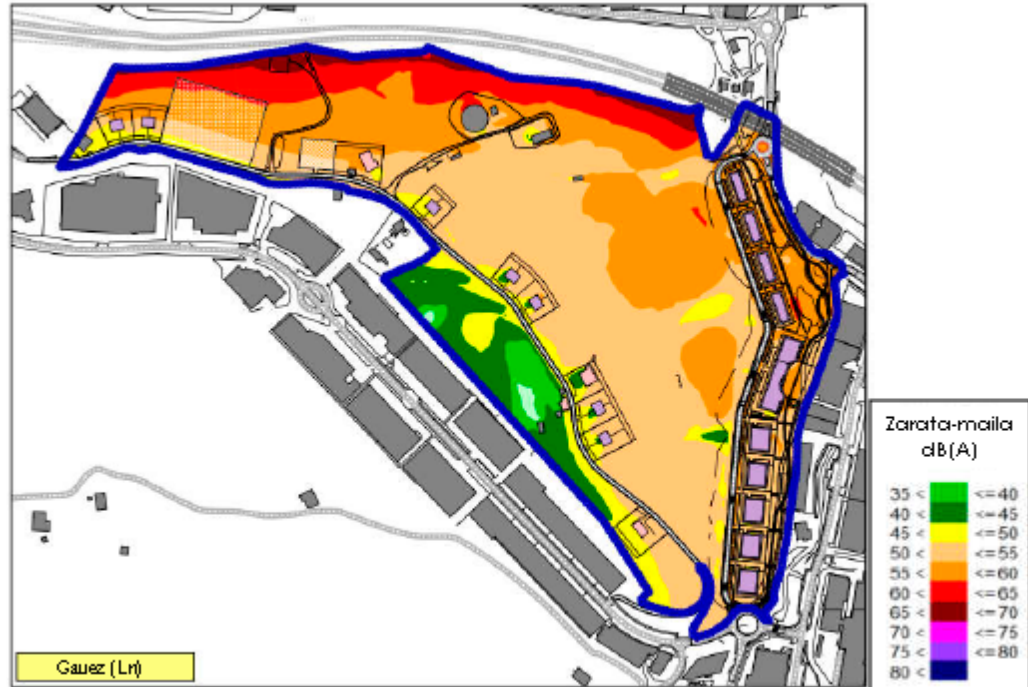 Zarata-maila
dB(A)
35 < <=40
40 < <=45
45 < <=50
50 < <=55
55 < <=60
60 < <=65
65 < <=70
70 < <=75
75 < <=80
80 <
Gauez (Ln)